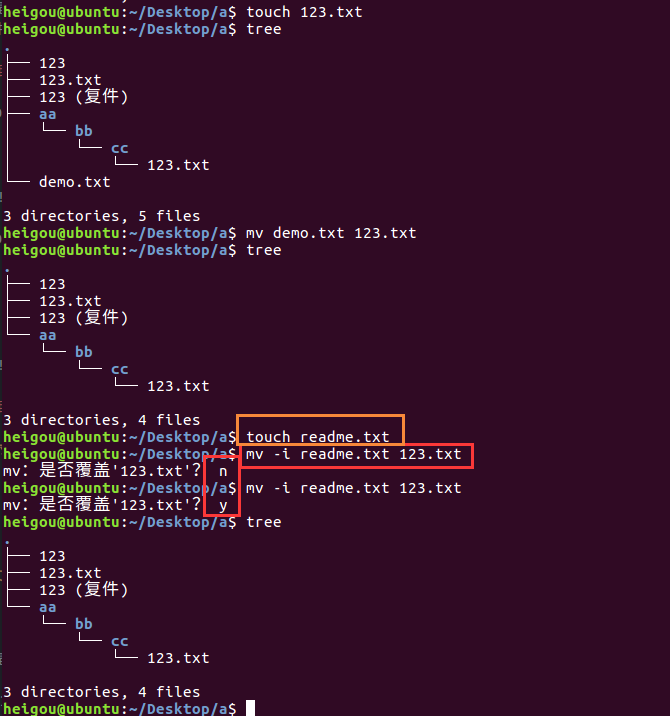 heigou@ubuntu:~/Desktop/a$ touch 123.txt
heigou@ubuntu:~/Desktop/a$ tree
.
├── 123
├── 123.txt
├── 123 (复件)
├── aa
│   └── bb
│       └── cc
│           └── 123.txt
└── demo.txt
3 directories, 5 files
heigou@ubuntu:~/Desktop/a$ mv demo.txt 123.txt
heigou@ubuntu:~/Desktop/a$ tree
.
├── 123
├── 123.txt
├── 123 (复件)
└── aa
    └── bb
        └── cc
            └── 123.txt
3 directories, 4 files
heigou@ubuntu:~/Desktop/a$ touch readme.txt
heigou@ubuntu:~/Desktop/a$ mv -i readme.txt 123.txt
mv：是否覆盖'123.txt'？ n
heigou@ubuntu:~/Desktop/a$ mv -i readme.txt 123.txt
mv：是否覆盖'123.txt'？ y
heigou@ubuntu:~/Desktop/a$ tree
.
├── 123
├── 123.txt
├── 123 (复件)
└── aa
    └── bb
        └── cc
            └── 123.txt
3 directories, 4 files
heigou@ubuntu:~/Desktop/a$